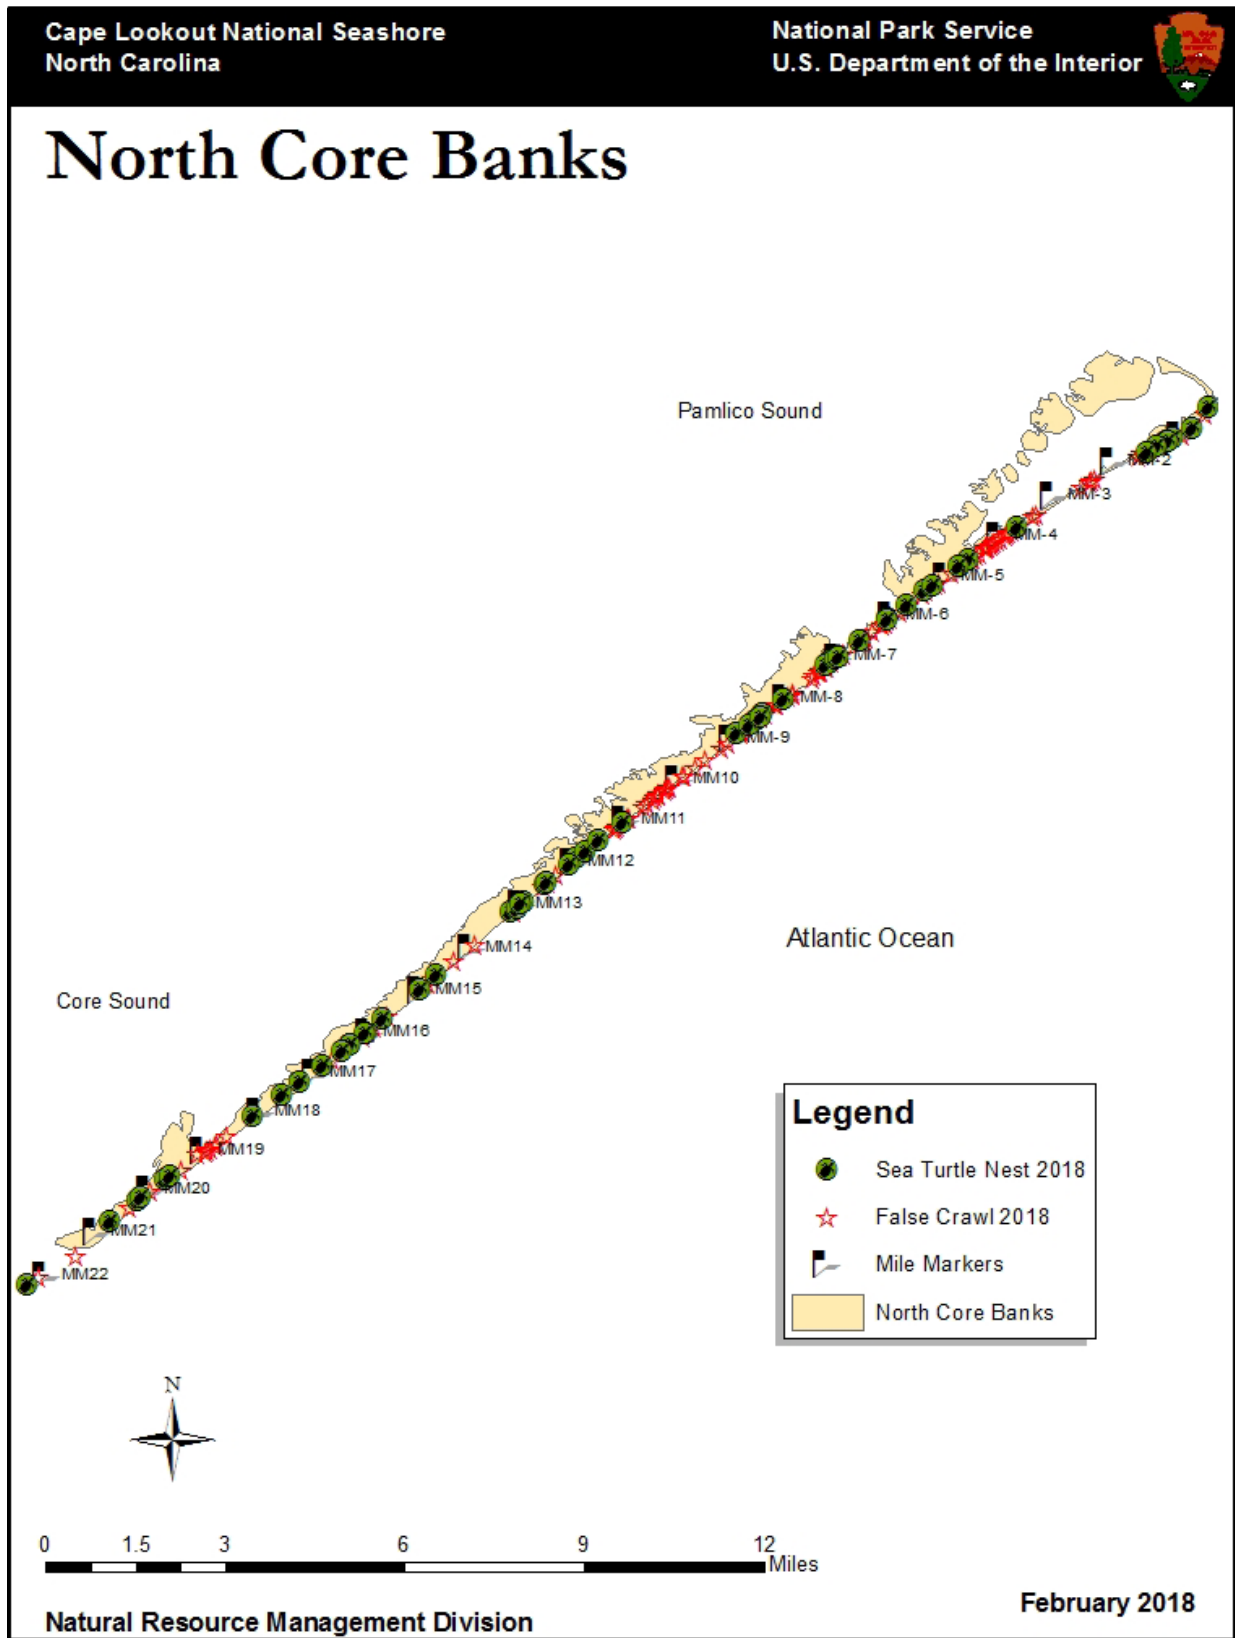 Cape Lookout National Seashore
North Carolina
National Park Service
U.S. Department of the Interior
North Core Banks
Pamlico Sound
MM-2
MM-3
MM-4
MM-5
MM-6
MM-7
MM-8
MM-9
MM10
MM11
MM12
MM13
Atlantic Ocean
MM14
MM15
Core Sound
MM16
MM17
MM18
MM19
MM20
MM21
MM22
Legend
Sea Turtle Nest 2018
False Crawl 2018
Mile Markers
North Core Banks
N
0 1.5 3 6 9 12
Miles
February 2018
Natural Resource Management Division